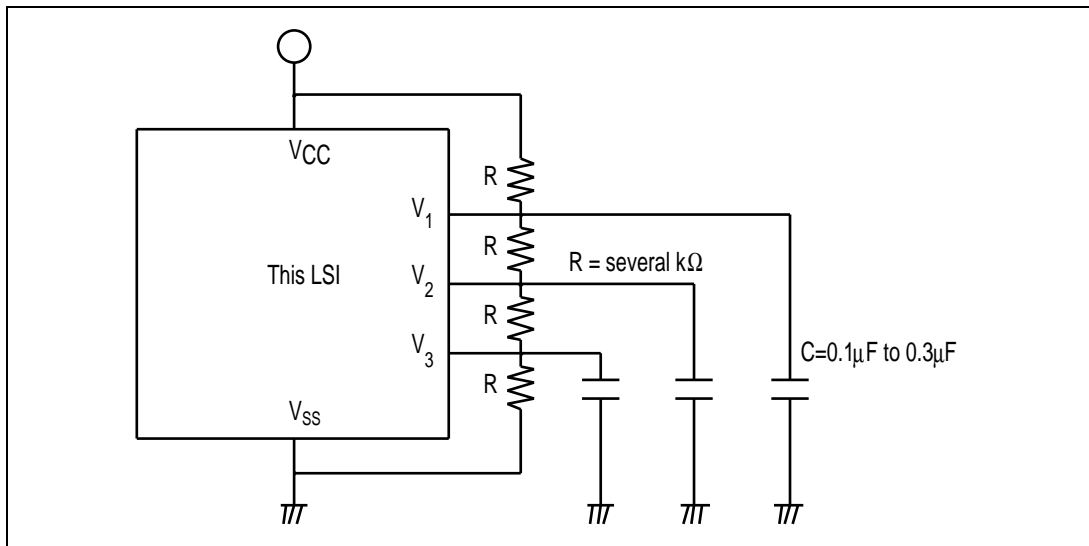 VCC
R
V1
R
R = several kΩ
This LSI
V2
R
V3
C=0.1μF to 0.3μF
R
VSS